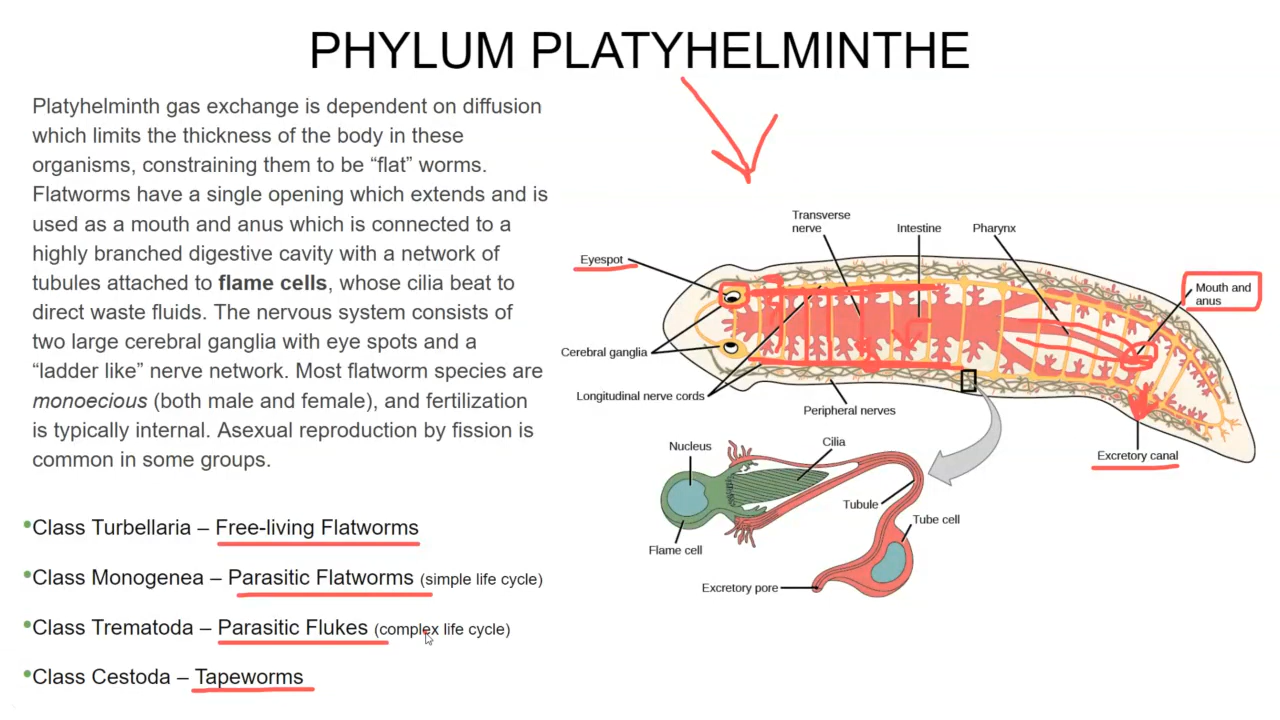 PHYLUM PLATYHELMINTHE
Platyhelminth gas exchange is dependent on diffusion
which limits the thickness of the body in these
organisms, constraining them to be “flat” worms.
Flatworms have a single opening which extends and is
used as a mouth and anus which is connected to a
highly branched digestive cavity with a network of
tubules attached to flame cells, whose cilia beat to
direct waste fluids. The nervous system consists of
two large cerebral ganglia with eye spots and a
“ladder like” nerve network. Most flatworm species are
monoecious (both male and female), and fertilization
is typically internal. Asexual reproduction by fission is
common in some groups.
•Class Turbellaria – Free-living Flatworms
•Class Monogenea – Parasitic Flatworms (simple life cycle)
•Class Trematoda – Parasitic Flukes (complex life cycle)
•Class Cestoda – Tapeworms
Transverse
nerve
Intestine
Pharynx
Eyespot
Mouth and
anus
Cerebral ganglia
Longitudinal nerve cords
Peripheral nerves
Excretory canal
Nucleus
Cilia
Tubule
Tube cell
Flame cell
Excretory pore